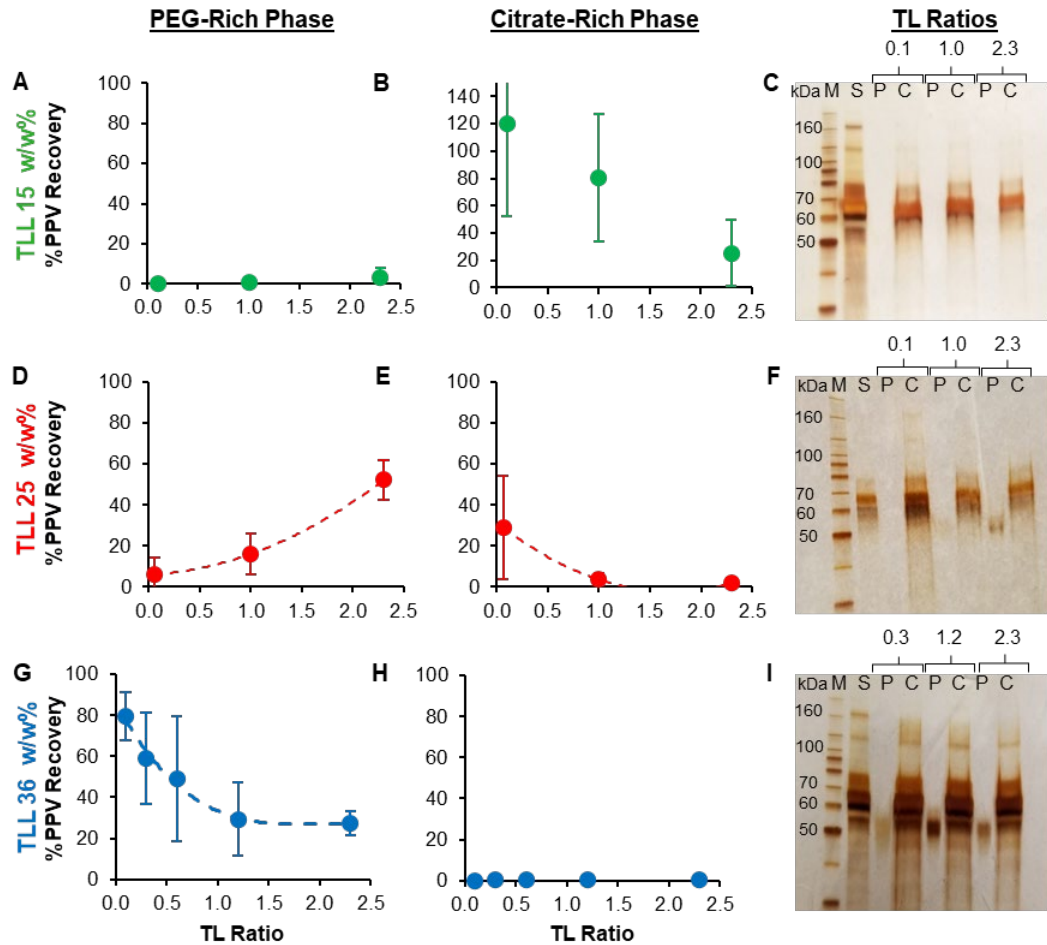 PEG-Rich Phase
Citrate-Rich Phase
TL Ratios
TLL 15 w/w%
%PPV Recovery
A
100
80
60
40
20
0
0.0 0.5 1.0 1.5 2.0 2.5
B
140
120
100
80
60
40
20
0
0.0 0.5 1.0 1.5 2.0 2.5
C
0.1 1.0 2.3
kDa M S P C P C P C
160
100
70
60
50
TLL 25 w/w%
%PPV Recovery
D
100
80
60
40
20
0
0.0 0.5 1.0 1.5 2.0 2.5
E
100
80
60
40
20
0
0.0 0.5 1.0 1.5 2.0 2.5
F
0.1 1.0 2.3
kDa M S P C P C P C
160
100
70
60
50
TLL 36 w/w%
%PPV Recovery
G
100
80
60
40
20
0
0.0 0.5 1.0 1.5 2.0 2.5
TL Ratio
H
100
80
60
40
20
0
0.0 0.5 1.0 1.5 2.0 2.5
TL Ratio
I
0.3 1.2 2.3
kDa M S P C P C P C
160
100
70
60
50